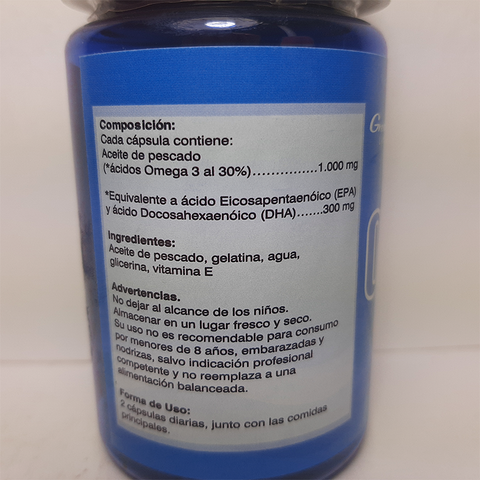 Composición:
Cada cápsula contiene:
Aceite de pescado
(*ácidos Omega 3 al 30%)...............1.000 mg
*Equivalente a ácido Eicosapentaenóico (EPA)
y ácido Docosahexaenóico (DHA).......300 mg
Ingredientes:
Aceite de pescado, gelatina, agua,
glicerina, vitamina E
Advertencias.
No dejar al alcance de los niños.
Almacenar en un lugar fresco y seco.
Su uso no es recomendable para consumo
por menores de 8 años, embarazadas y
nodrizas, salvo indicación profesional
competente y no reemplaza a una
alimentación balanceada.
Forma de Uso:
2 cápsulas diarias, junto con las comidas
principales.